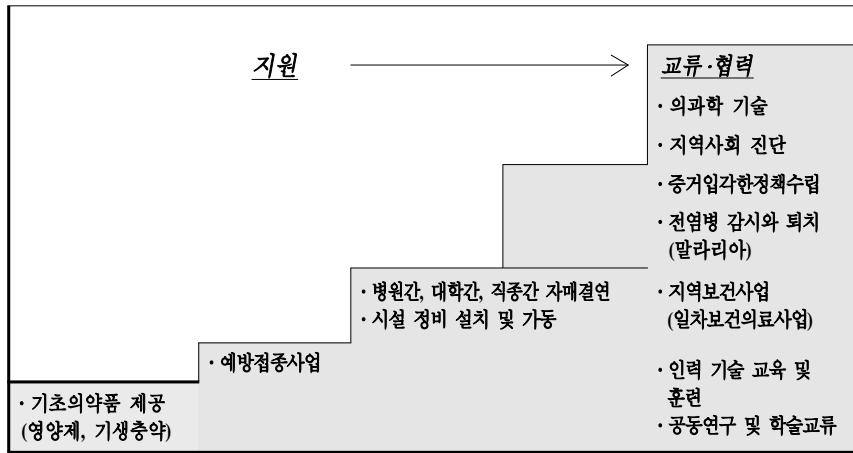 지원
교류·협력
· 의과학 기술
· 지역사회 진단
· 증거입각한정책수립
· 전염병 감시와 퇴치
(말라리아)
· 병원간, 대학간, 직종간 자매결연
· 시설 정비 설치 및 가동
· 지역보건사업
(일차보건의료사업)
· 예방접종사업
· 인력 기술 교육 및
훈련
· 공동연구 및 학술교류
· 기초의약품 제공
(영양제, 기생충약)